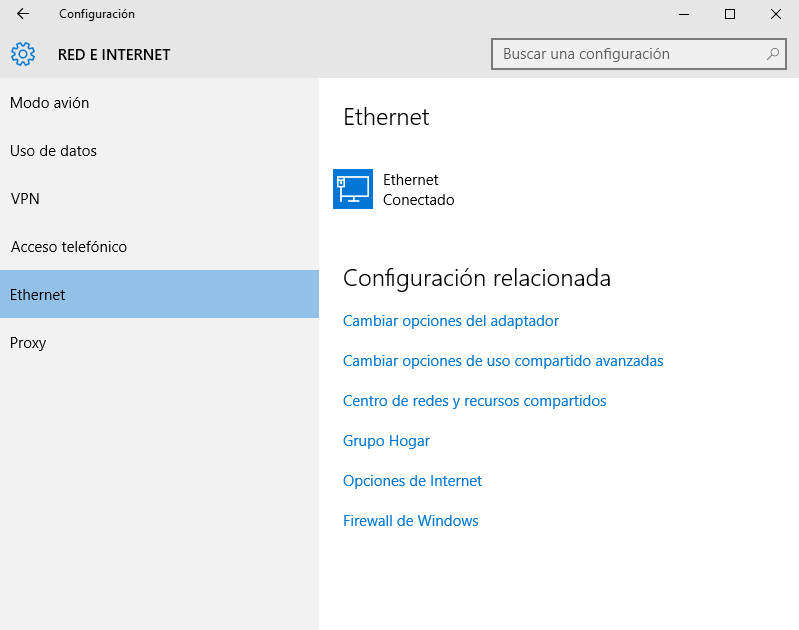 Configuración
RED E INTERNET
Buscar una configuración
Modo avión
Uso de datos
VPN
Acceso telefónico
Ethernet
Proxy
Ethernet
Ethernet
Conectado
Configuración relacionada
Cambiar opciones del adaptador
Cambiar opciones de uso compartido avanzadas
Centro de redes y recursos compartidos
Grupo Hogar
Opciones de Internet
Firewall de Windows